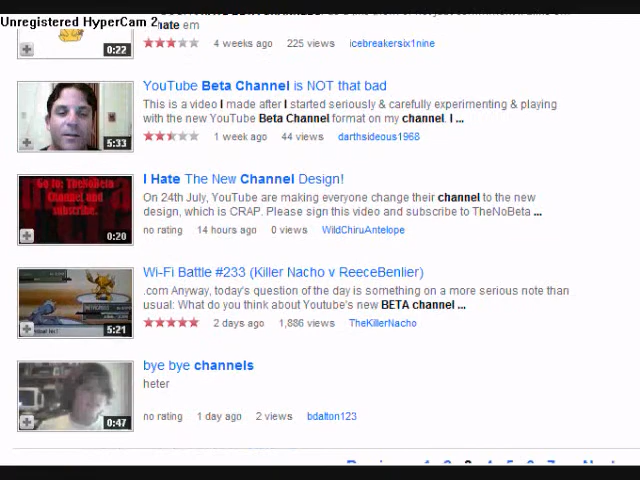 Unregistered HyperCam 2
hate em
0:22
4 weeks ago 225 views icebreakersix1nine
YouTube Beta Channel is NOT that bad
This is a video I made after I started seriously & carefully experimenting & playing
with the new YouTube Beta Channel format on my channel. I ...
5:33
1 week ago 44 views darthsideous1968
I Hate The New Channel Design!
Go to: TheNoBeta
Channel and
subscribe.
On 24th July, YouTube are making everyone change their channel to the new
design, which is CRAP. Please sign this video and subscribe to TheNoBeta ...
0:20
no rating 14 hours ago 0 views WildChiruAntelope
Wi-Fi Battle #233 (Killer Nacho v ReeceBenlier)
.com Anyway, today's question of the day is something on a more serious note than
usual: What do you think about Youtube's new BETA channel ...
5:21
2 days ago 1,886 views TheKillerNacho
bye bye channels
heter
0:47
no rating 1 day ago 2 views bdalton123